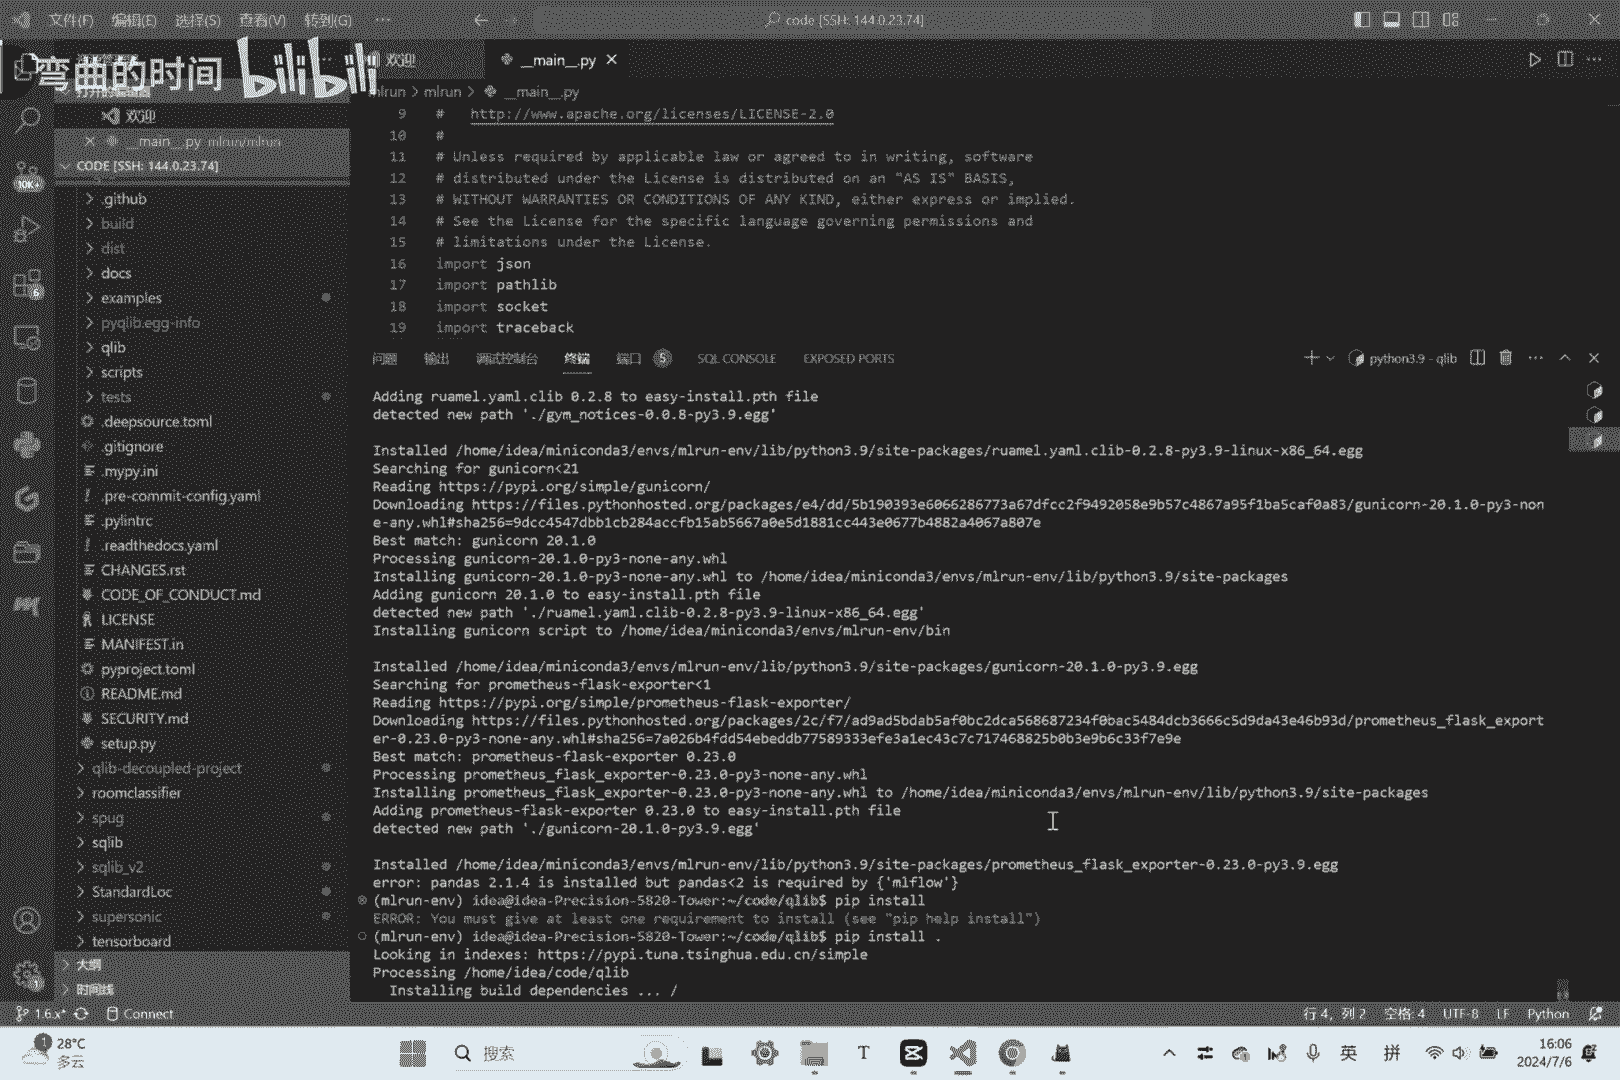 文件(F) 编辑(E) 选择(S) 查看(V) 转到(G) ···
code [SSH: 144.0.23.74]
弯曲的时间 bilibili
欢迎
__main__.py
mlrun > mlrun > __main__.py
欢迎
__main__.py mlrun/mlrun
CODE [SSH: 144.0.23.74]
10K+
6
.github
build
dist
docs
examples
pyqlib.egg-info
qlib
scripts
tests
.deepsource.toml
.gitignore
.mypy.ini
.pre-commit-config.yaml
.pylintrc
.readthedocs.yaml
CHANGES.rst
CODE_OF_CONDUCT.md
LICENSE
MANIFEST.in
pyproject.toml
README.md
SECURITY.md
setup.py
qlib-decoupled-project
roomclassifier
spug
sqlib
sqlib_v2
StandardLoc
supersonic
tensorboard
大纲
时间线
9 # http://www.apache.org/licenses/LICENSE-2.0
10 #
11 # Unless required by applicable law or agreed to in writing, software
12 # distributed under the License is distributed on an "AS IS" BASIS,
13 # WITHOUT WARRANTIES OR CONDITIONS OF ANY KIND, either express or implied.
14 # See the License for the specific language governing permissions and
15 # limitations under the License.
16 import json
17 import pathlib
18 import socket
19 import traceback
问题 输出 调试控制台 终端 端口 5 SQL CONSOLE EXPOSED PORTS
python3.9 - qlib
Adding ruamel.yaml.clib 0.2.8 to easy-install.pth file
detected new path './gym_notices-0.0.8-py3.9.egg'
Installed /home/idea/miniconda3/envs/mlrun-env/lib/python3.9/site-packages/ruamel.yaml.clib-0.2.8-py3.9-linux-x86_64.egg
Searching for gunicorn<21
Reading https://pypi.org/simple/gunicorn/
Downloading https://files.pythonhosted.org/packages/e4/dd/5b190393e6066286773a67dfcc2f9492058e9b57c4867a95f1ba5caf0a83/gunicorn-20.1.0-py3-non
e-any.whl#sha256=9dcc4547dbb1cb284accfb15ab5667a0e5d1881cc443e0677b4882a4067a807e
Best match: gunicorn 20.1.0
Processing gunicorn-20.1.0-py3-none-any.whl
Installing gunicorn-20.1.0-py3-none-any.whl to /home/idea/miniconda3/envs/mlrun-env/lib/python3.9/site-packages
Adding gunicorn 20.1.0 to easy-install.pth file
detected new path './ruamel.yaml.clib-0.2.8-py3.9-linux-x86_64.egg'
Installing gunicorn script to /home/idea/miniconda3/envs/mlrun-env/bin
Installed /home/idea/miniconda3/envs/mlrun-env/lib/python3.9/site-packages/gunicorn-20.1.0-py3.9.egg
Searching for prometheus-flask-exporter<1
Reading https://pypi.org/simple/prometheus-flask-exporter/
Downloading https://files.pythonhosted.org/packages/2c/f7/ad9ad5bdab5af0bc2dca568687234f0bac5484dcb3666c5d9da43e46b93d/prometheus_flask_export
er-0.23.0-py3-none-any.whl#sha256=7a026b4fdd54ebeddb77589333efe3a1ec43c7c717468825b0b3e9b6c33f7e9e
Best match: prometheus-flask-exporter 0.23.0
Processing prometheus_flask_exporter-0.23.0-py3-none-any.whl
Installing prometheus_flask_exporter-0.23.0-py3-none-any.whl to /home/idea/miniconda3/envs/mlrun-env/lib/python3.9/site-packages
Adding prometheus-flask-exporter 0.23.0 to easy-install.pth file
detected new path './gunicorn-20.1.0-py3.9.egg'
Installed /home/idea/miniconda3/envs/mlrun-env/lib/python3.9/site-packages/prometheus_flask_exporter-0.23.0-py3.9.egg
error: pandas 2.1.4 is installed but pandas<2 is required by {'mlflow'}
(mlrun-env) idea@idea-Precision-5820-Tower:~/code/qlib$ pip install
ERROR: You must give at least one requirement to install (see "pip help install")
(mlrun-env) idea@idea-Precision-5820-Tower:~/code/qlib$ pip install .
Looking in indexes: https://pypi.tuna.tsinghua.edu.cn/simple
Processing /home/idea/code/qlib
Installing build dependencies ... /
1
1.6.x* Connect
行 4, 列 2 空格: 4 UTF-8 LF Python
1 28°C
多云
搜索
英 拼
16:06
2024/7/6